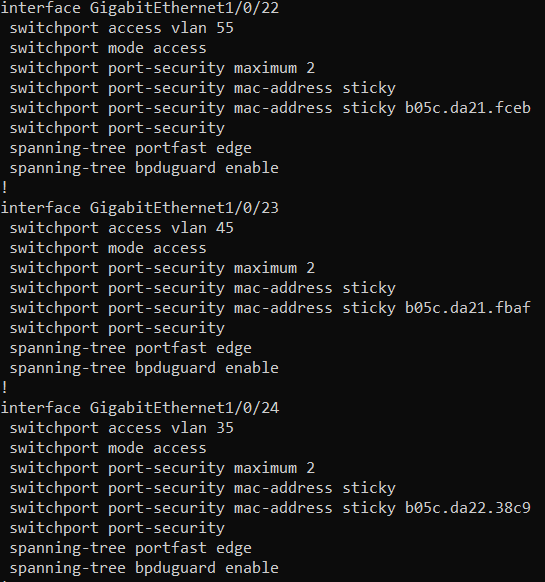 interface GigabitEthernet1/0/22
 switchport access vlan 55
 switchport mode access
 switchport port-security maximum 2
 switchport port-security mac-address sticky
 switchport port-security mac-address sticky b05c.da21.fceb
 switchport port-security
 spanning-tree portfast edge
 spanning-tree bpduguard enable
!
interface GigabitEthernet1/0/23
 switchport access vlan 45
 switchport mode access
 switchport port-security maximum 2
 switchport port-security mac-address sticky
 switchport port-security mac-address sticky b05c.da21.fbaf
 switchport port-security
 spanning-tree portfast edge
 spanning-tree bpduguard enable
!
interface GigabitEthernet1/0/24
 switchport access vlan 35
 switchport mode access
 switchport port-security maximum 2
 switchport port-security mac-address sticky
 switchport port-security mac-address sticky b05c.da22.38c9
 switchport port-security
 spanning-tree portfast edge
 spanning-tree bpduguard enable